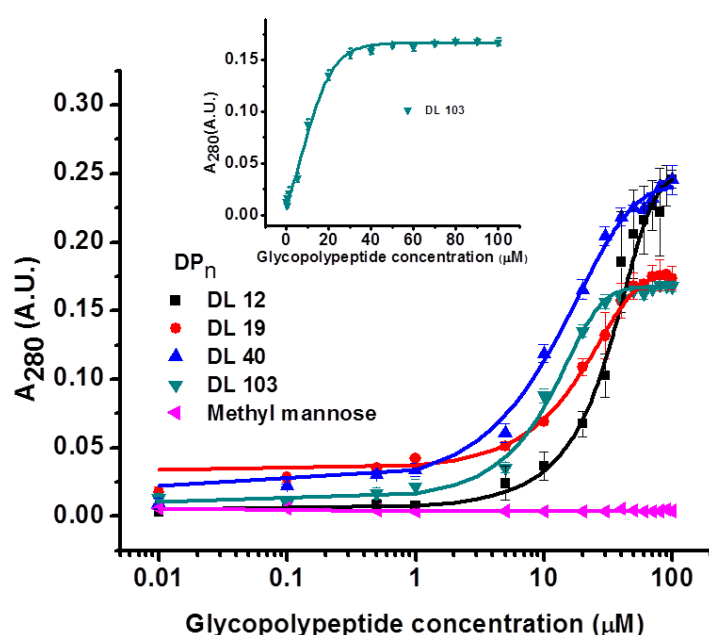 0.15
0.10
0.05
0.00
A280(A.U.)
DL 103
0 20 40 60 80 100
Glycopolypeptide concentration (µM)
0.30
0.25
0.20
0.15
0.10
0.05
0.00
A280 (A.U.)
DPn
DL 12
DL 19
DL 40
DL 103
Methyl mannose
0.01 0.1 1 10 100
Glycopolypeptide concentration (µM)